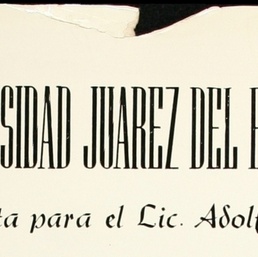 SIDAD JUAREZ DEL E
ta para el Lic. Adolf